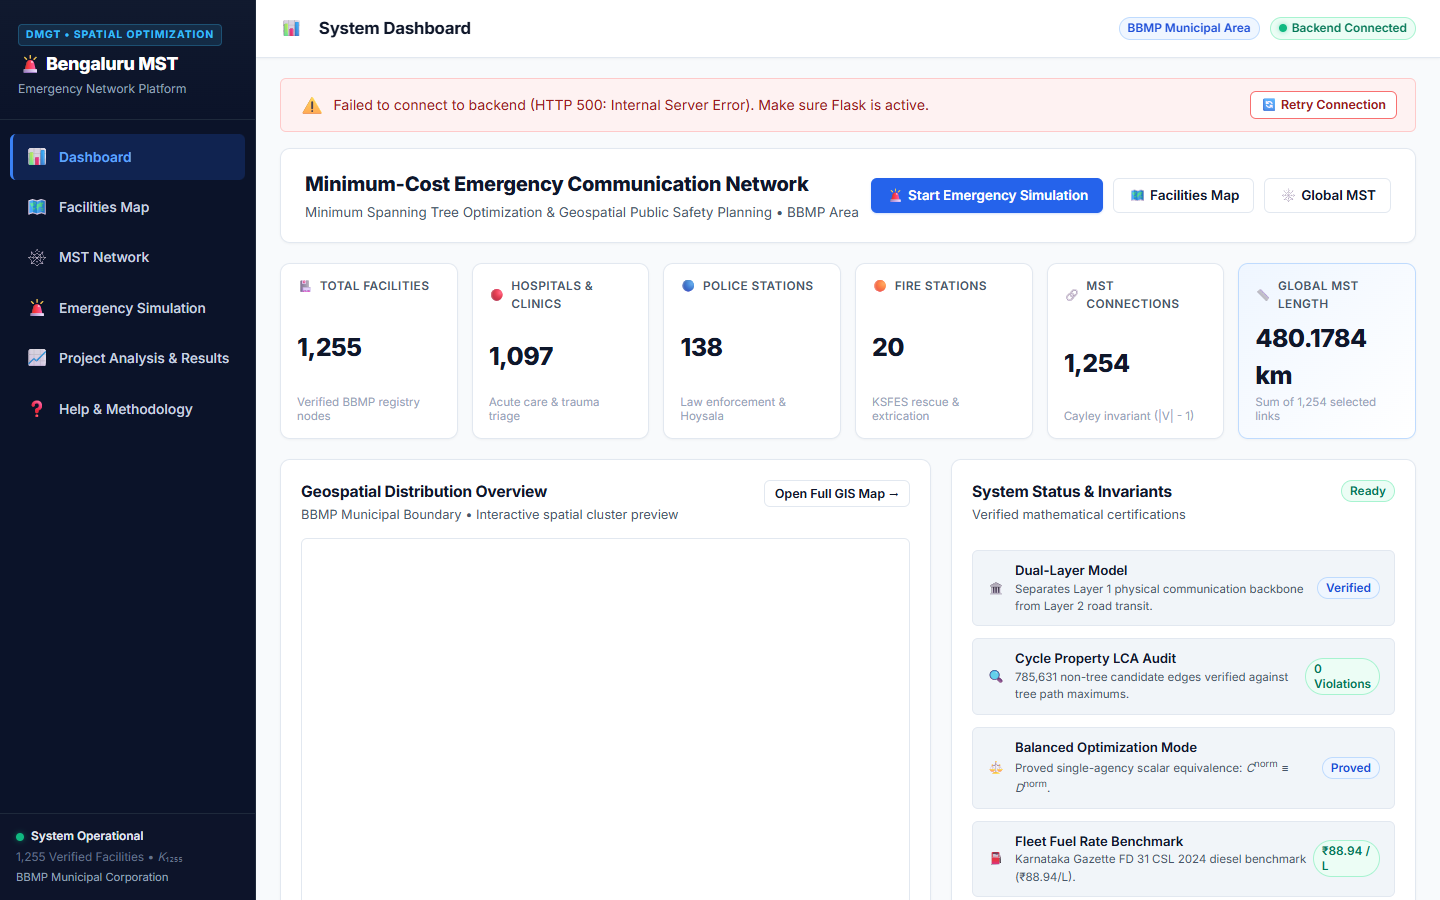 DMGT • SPATIAL OPTIMIZATION
Bengaluru MST
Emergency Network Platform
Dashboard
Facilities Map
MST Network
Emergency Simulation
Project Analysis & Results
Help & Methodology
System Operational
1,255 Verified Facilities • K₁₂₅₅
BBMP Municipal Corporation
System Dashboard
BBMP Municipal Area
Backend Connected
Failed to connect to backend (HTTP 500: Internal Server Error). Make sure Flask is active.
Retry Connection
Minimum-Cost Emergency Communication Network
Minimum Spanning Tree Optimization & Geospatial Public Safety Planning • BBMP Area
Start Emergency Simulation
Facilities Map
Global MST
TOTAL FACILITIES
1,255
Verified BBMP registry
nodes
HOSPITALS &
CLINICS
1,097
Acute care & trauma
triage
POLICE STATIONS
138
Law enforcement &
Hoysala
FIRE STATIONS
20
KSFES rescue &
extrication
MST
CONNECTIONS
1,254
Cayley invariant (|V| - 1)
GLOBAL MST
LENGTH
480.1784
km
Sum of 1,254 selected
links
Geospatial Distribution Overview
BBMP Municipal Boundary • Interactive spatial cluster preview
Open Full GIS Map →
System Status & Invariants
Verified mathematical certifications
Ready
Dual-Layer Model
Separates Layer 1 physical communication backbone
from Layer 2 road transit.
Verified
Cycle Property LCA Audit
785,631 non-tree candidate edges verified against
tree path maximums.
0
Violations
Balanced Optimization Mode
Proved single-agency scalar equivalence: C^norm ≡
D^norm.
Proved
Fleet Fuel Rate Benchmark
Karnataka Gazette FD 31 CSL 2024 diesel benchmark
(₹88.94/L).
₹88.94 /
L